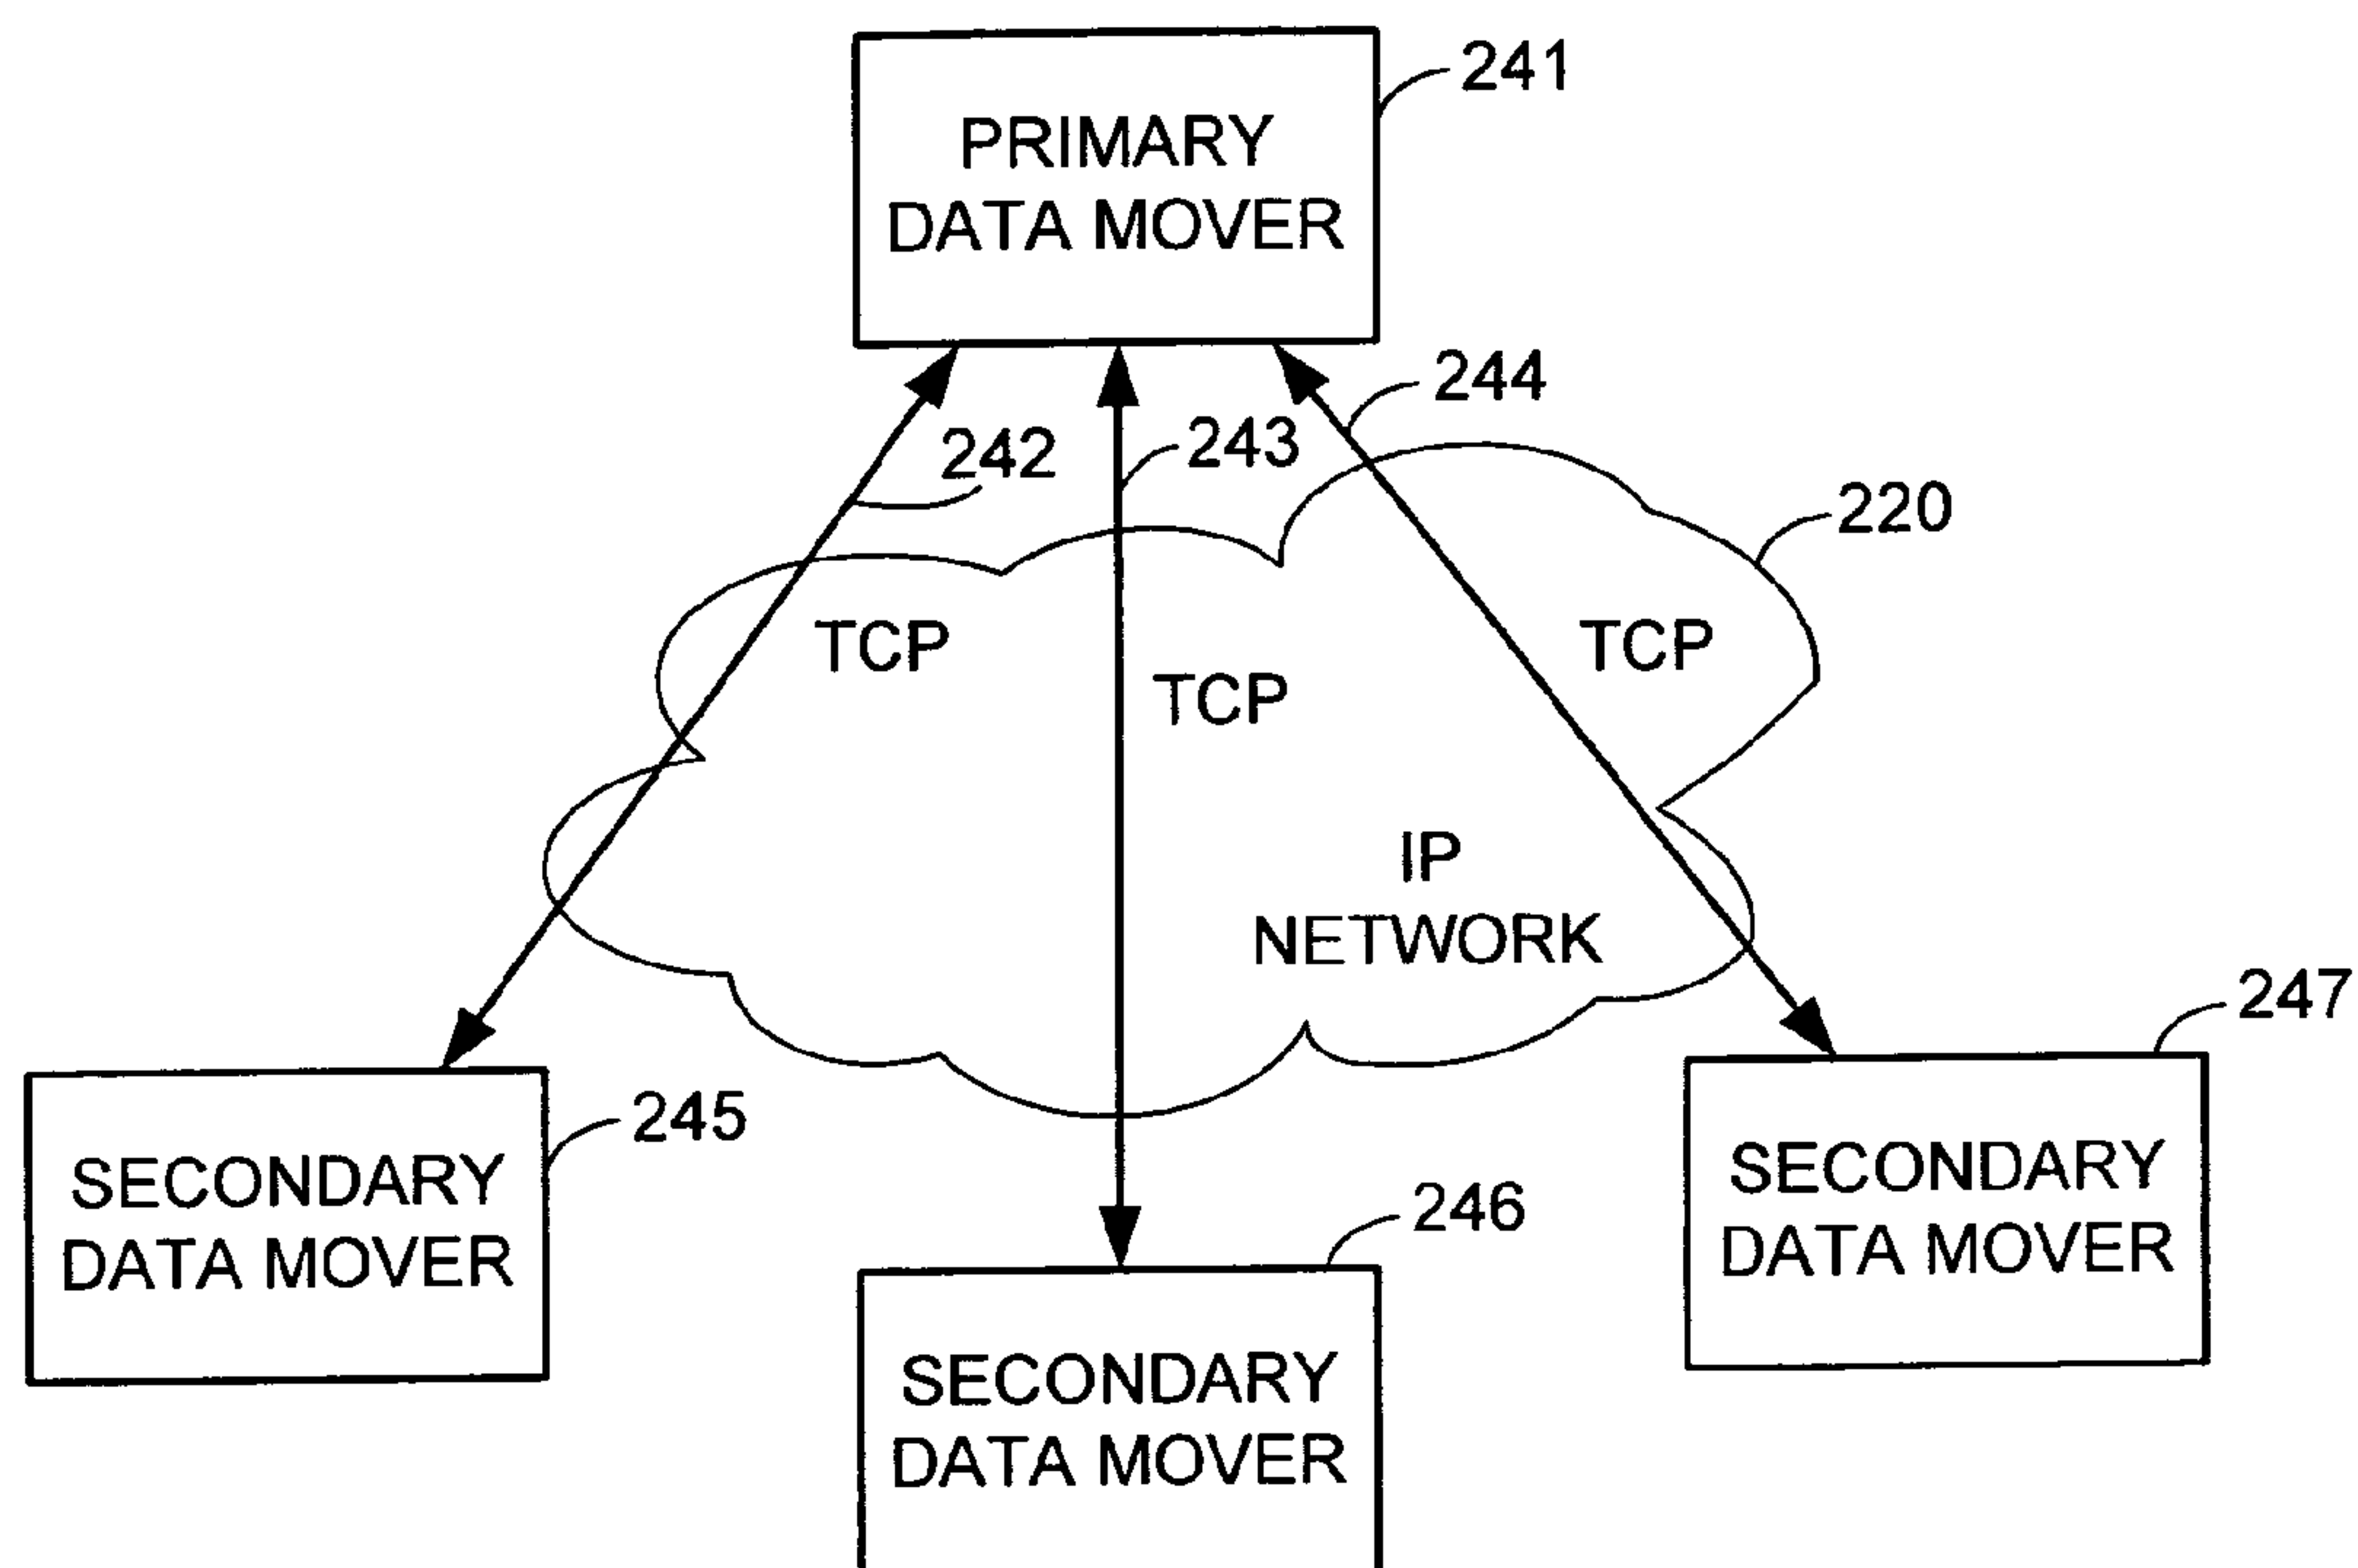 241
PRIMARY
DATA MOVER
244
242
243
220
TCP
TCP
TCP
IP
NETWORK
247
245
SECONDARY
DATA MOVER
SECONDARY
DATA MOVER
246
SECONDARY
DATA MOVER